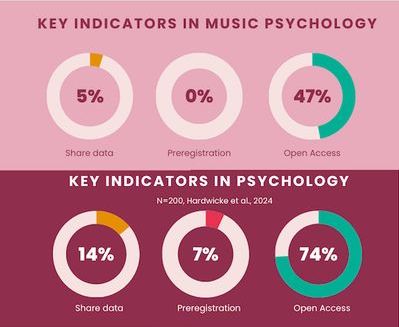 KEY INDICATORS IN MUSIC PSYCHOLOGY
5% 0% 47%
Share data Preregistration Open Access
KEY INDICATORS IN PSYCHOLOGY
N=200, Hardwicke et al., 2024
14% 7% 74%
Share data Preregistration Open Access